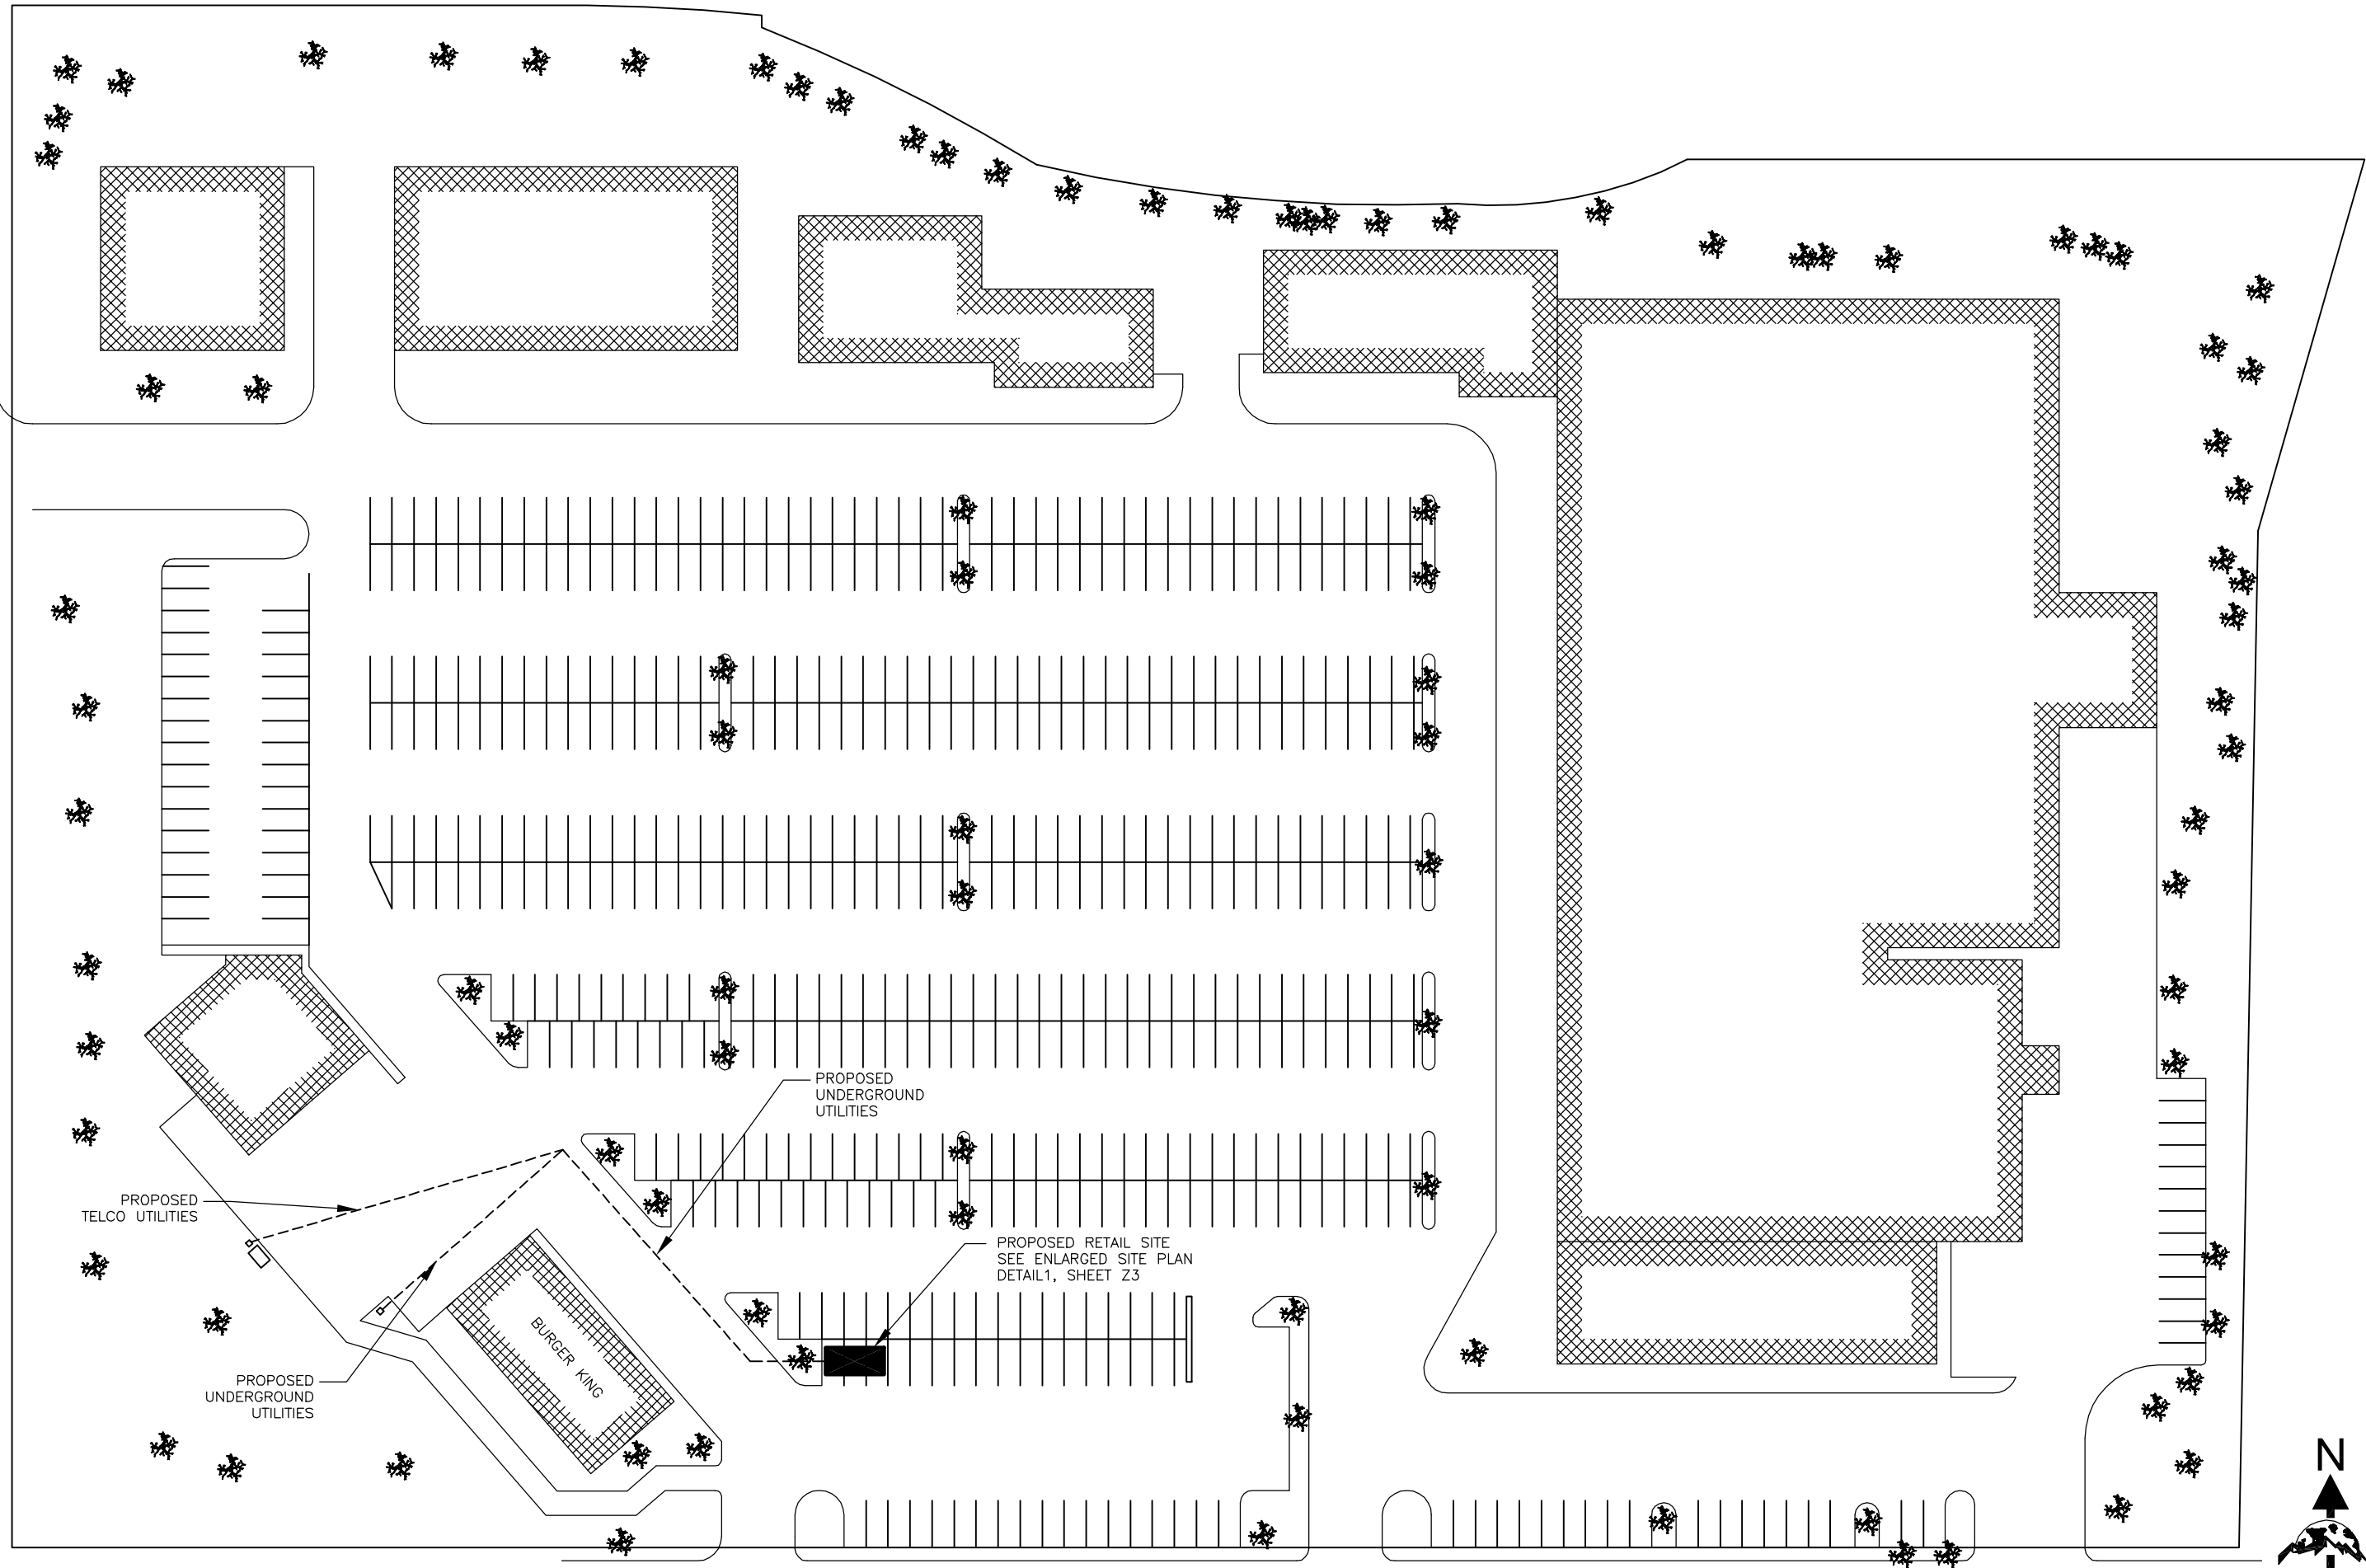 PROPOSED
UNDERGROUND
UTILITIES
PROPOSED
TELCO UTILITIES
PROPOSED RETAIL SITE
SEE ENLARGED SITE PLAN
DETAIL1, SHEET Z3
BURGER KING
PROPOSED
UNDERGROUND
UTILITIES
N